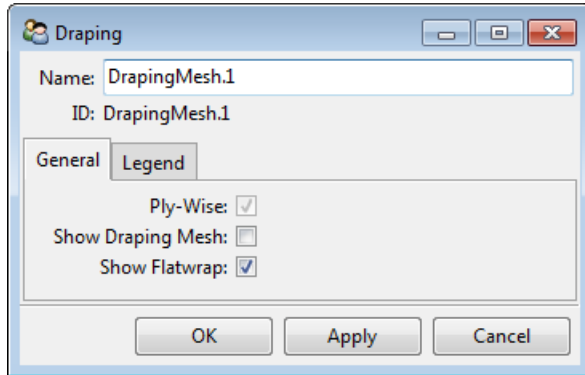 Draping
Name: DrapingMesh.1
ID: DrapingMesh.1
General Legend
Ply-Wise:
Show Draping Mesh:
Show Flatwrap:
OK Apply Cancel